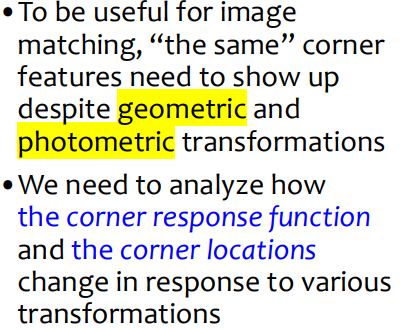 •To be useful for image
matching, “the same” corner
features need to show up
despite geometric and
photometric transformations
•We need to analyze how
the corner response function
and the corner locations
change in response to various
transformations